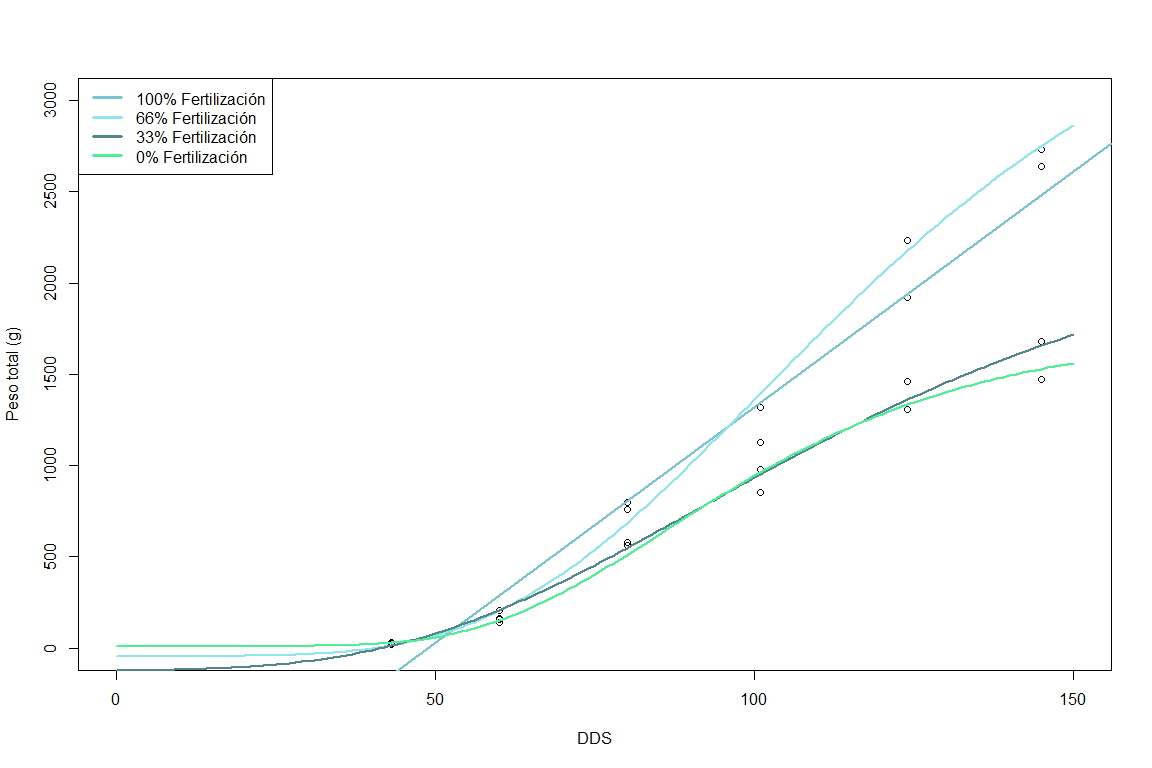 100% Fertilización
66% Fertilización
33% Fertilización
0% Fertilización
Peso total (g)
3000
2500
2000
1500
1000
500
0
0 50 100 150
DDS